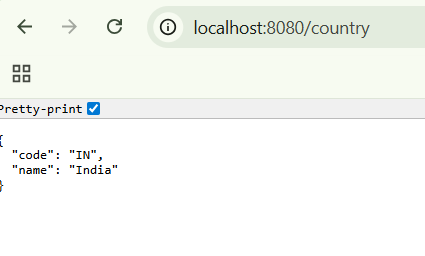 localhost:8080/country
Pretty-print
{
  "code": "IN",
  "name": "India"
}